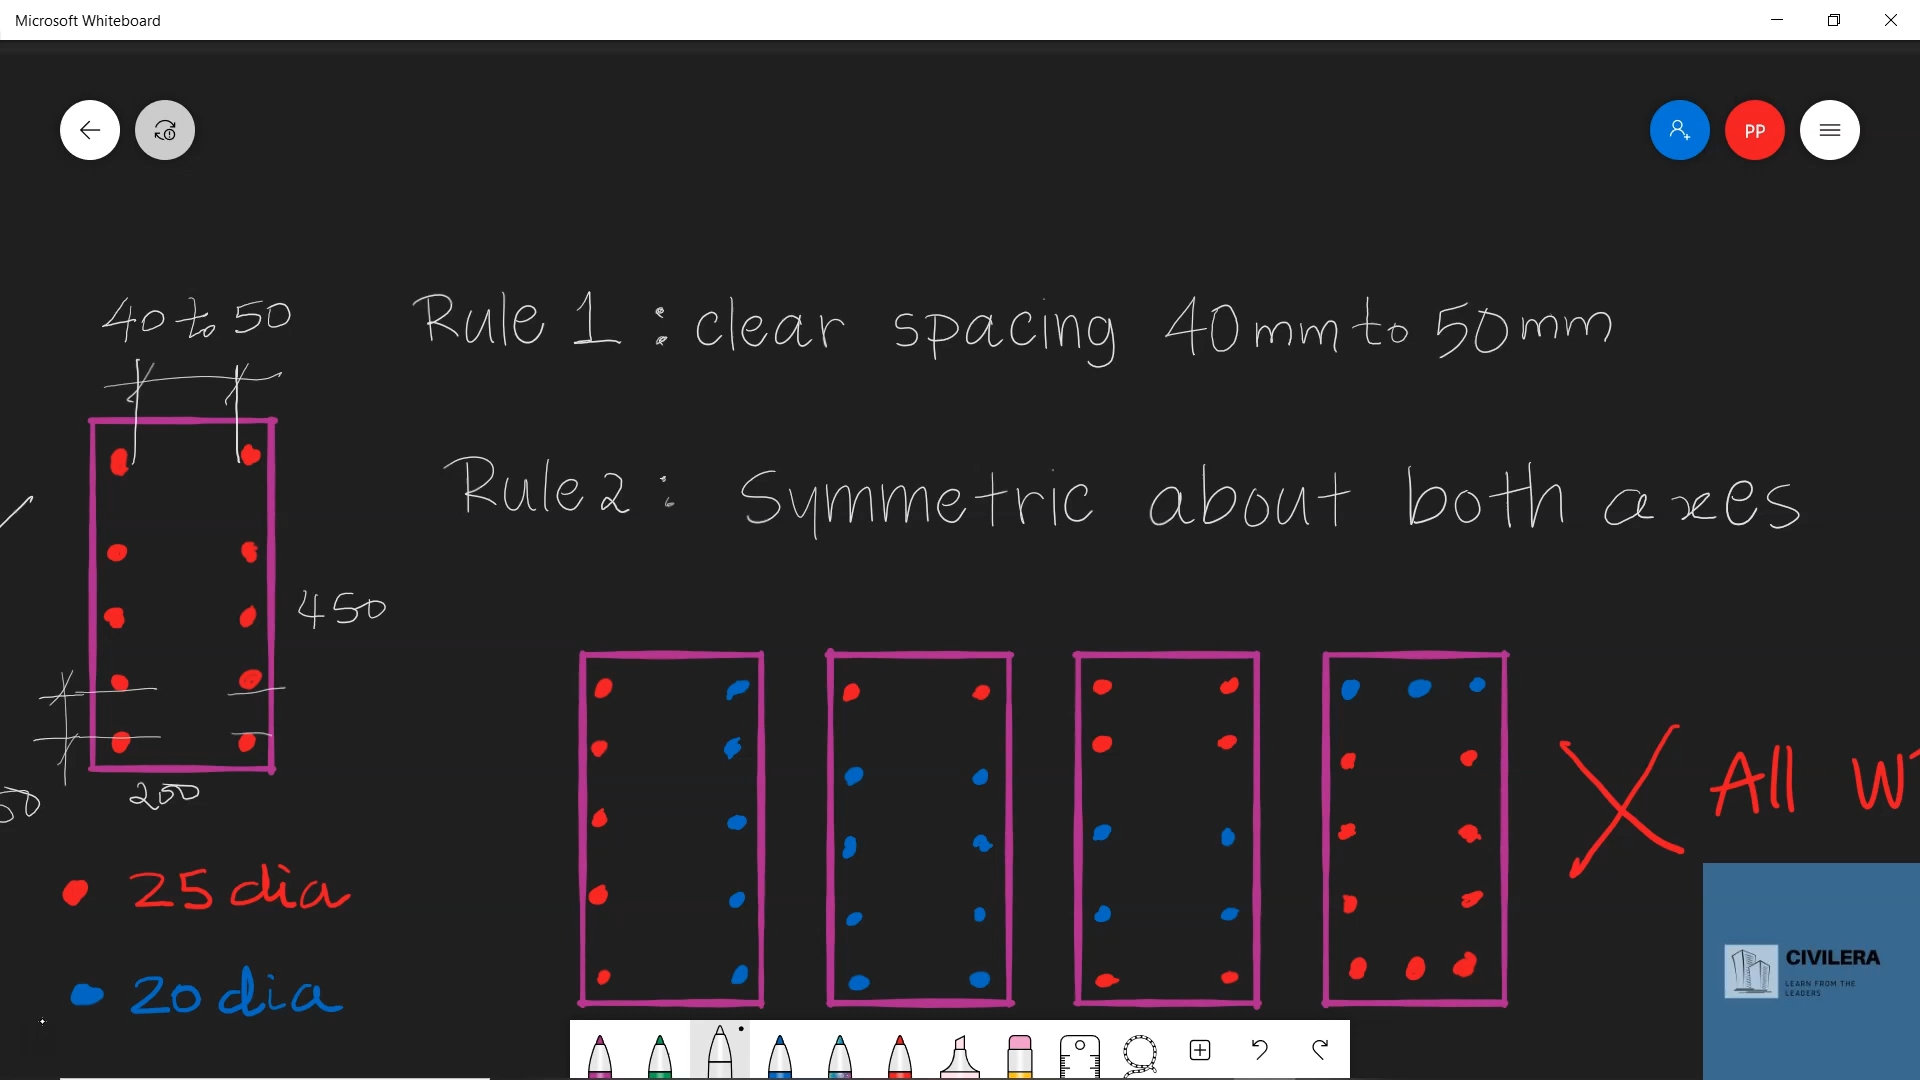 Microsoft Whiteboard
PP
40 to 50
Rule 1 : clear spacing 40mm to 50mm
Rule 2 : Symmetric about both axes
450
200
All
25 dia
20 dia
CIVILERA
LEARN FROM THE
LEADERS